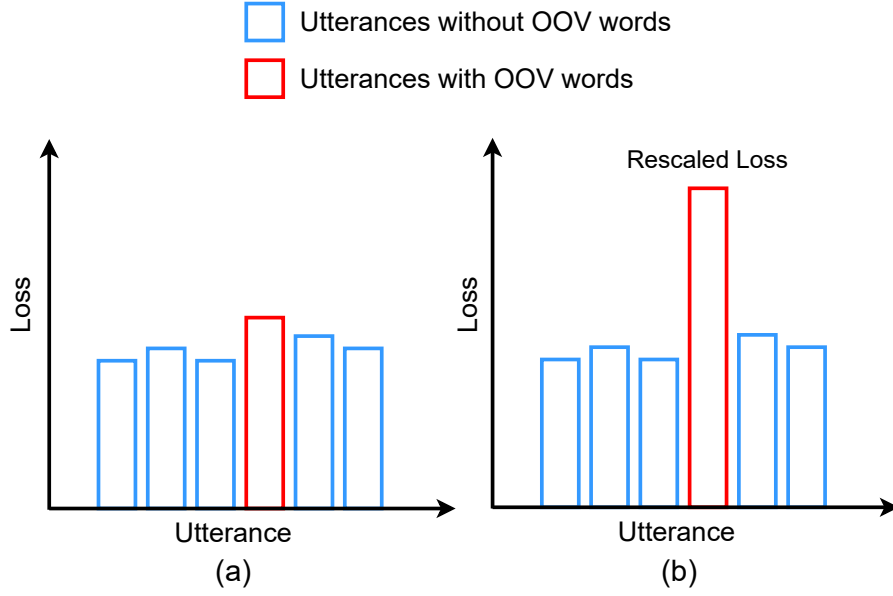 Utterances without OOV words
Utterances with OOV words
Loss
Utterance
(a)
Rescaled Loss
Loss
Utterance
(b)